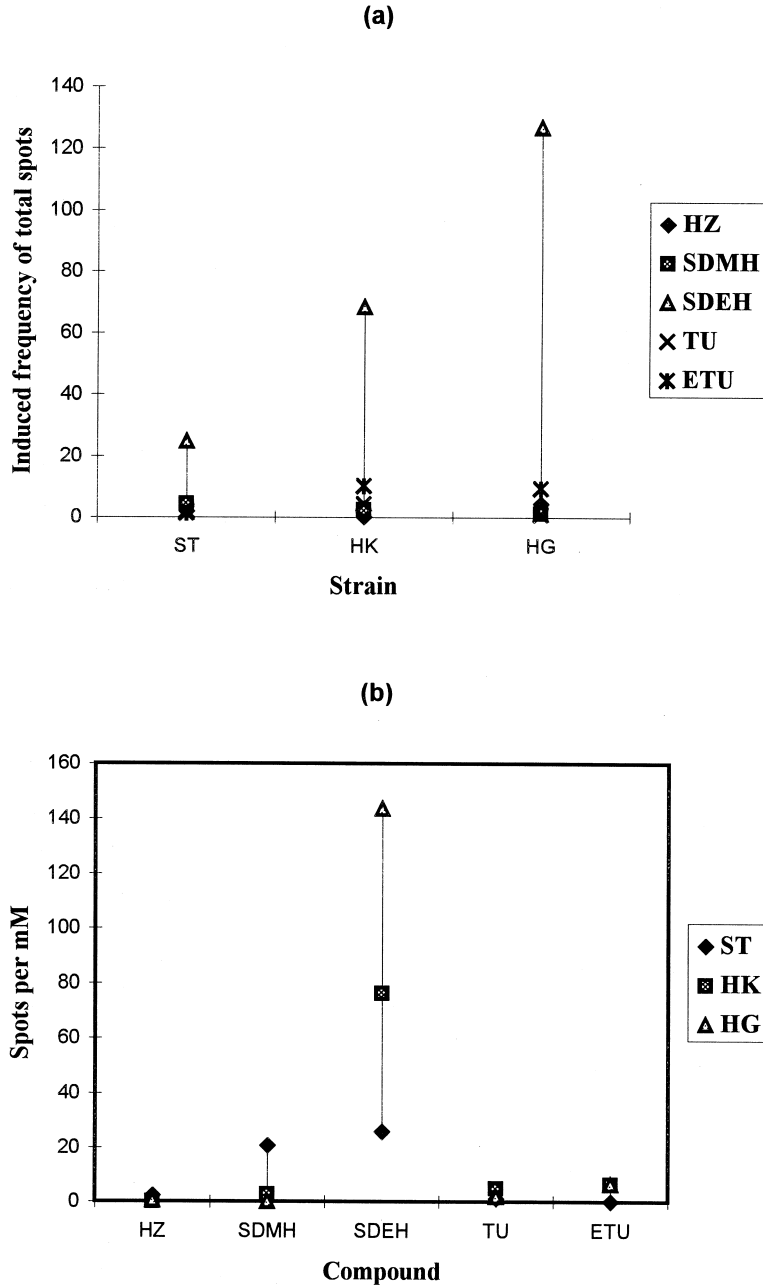 (a)
Induced frequency of total spots
140
120
100
80
60
40
20
0
ST HK HG
Strain
HZ
SDMH
SDEH
TU
ETU
(b)
Spots per mM
160
140
120
100
80
60
40
20
0
HZ SDMH SDEH TU ETU
Compound
ST
HK
HG